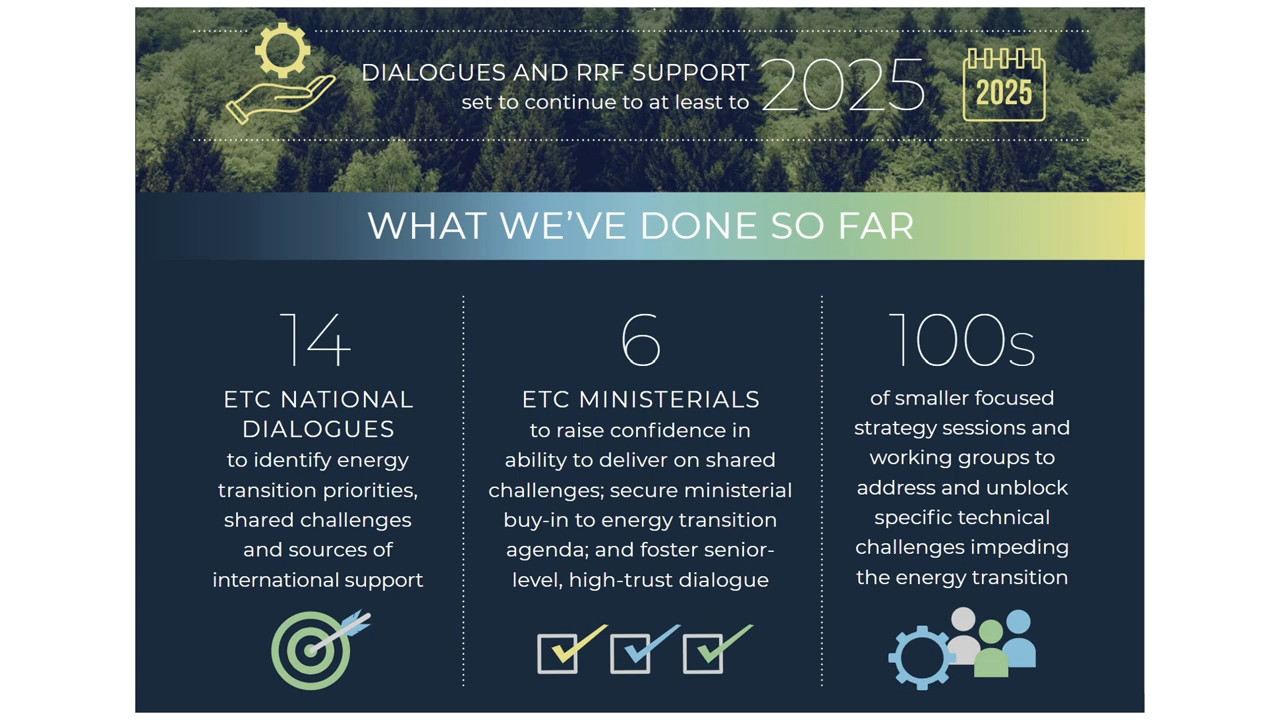 DIALOGUES AND RRF SUPPORT
set to continue to at least to
2025
2025
WHAT WE'VE DONE SO FAR
14
ETC NATIONAL
DIALOGUES
to identify energy
transition priorities,
shared challenges
and sources of
international support
6
ETC MINISTERIALS
to raise confidence in
ability to deliver on shared
challenges; secure ministerial
buy-in to energy transition
agenda; and foster senior-
level, high-trust dialogue
100s
of smaller focused
strategy sessions and
working groups to
address and unblock
specific technical
challenges impeding
the energy transition